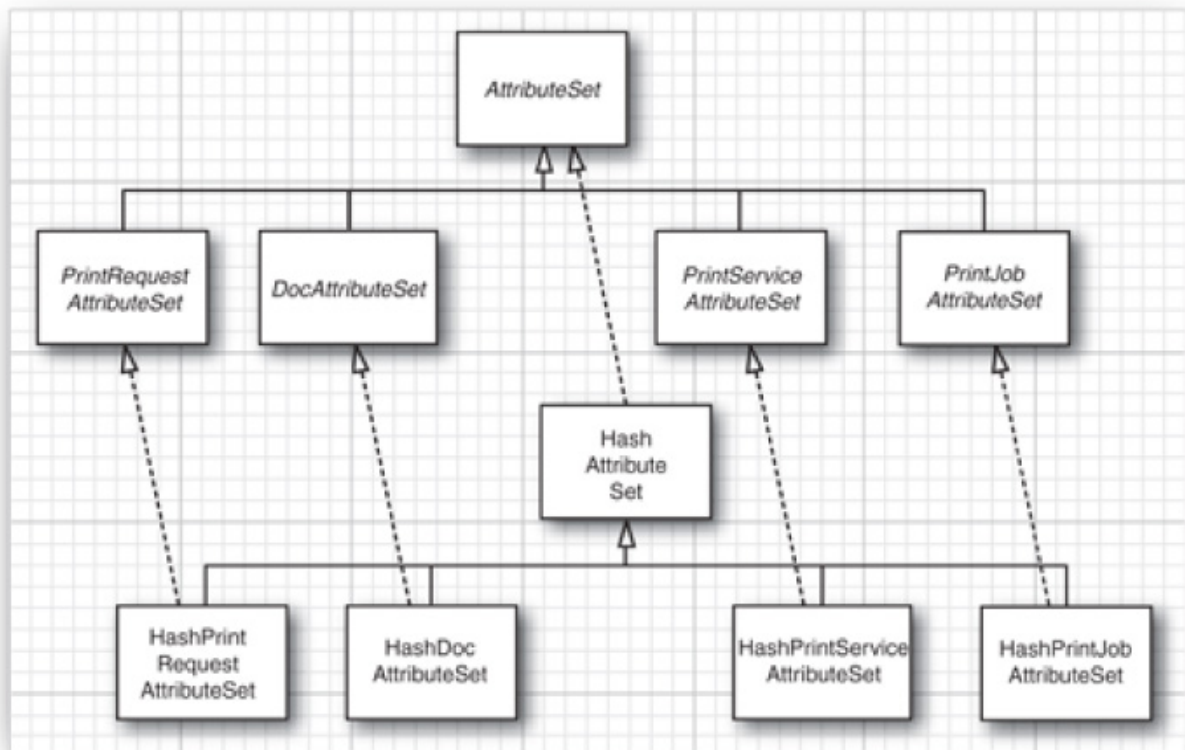 AttributeSet
PrintRequest
AttributeSet
DocAttributeSet
PrintService
AttributeSet
PrintJob
AttributeSet
Hash
Attribute
Set
HashPrint
Request
AttributeSet
HashDoc
AttributeSet
HashPrintService
AttributeSet
HashPrintJob
AttributeSet